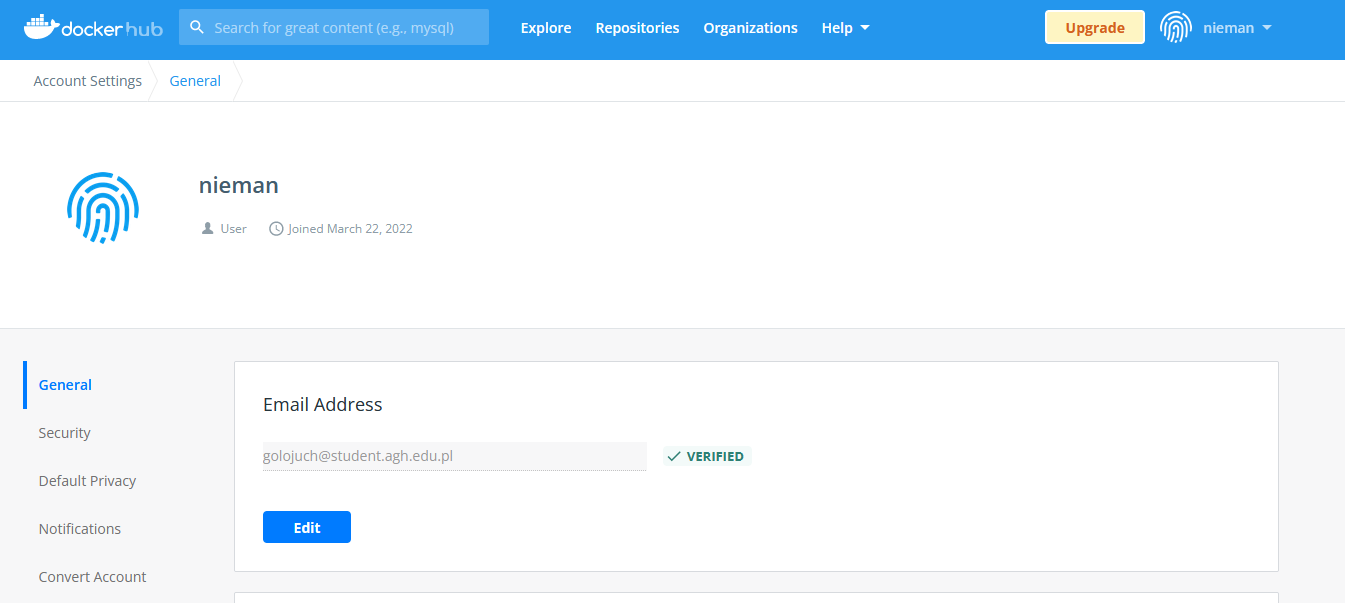 docker hub Search for great content (e.g., mysql) Explore Repositories Organizations Help Upgrade nieman
Account Settings General
nieman
User Joined March 22, 2022
General
Security
Default Privacy
Notifications
Convert Account
Email Address
golojuch@student.agh.edu.pl VERIFIED
Edit